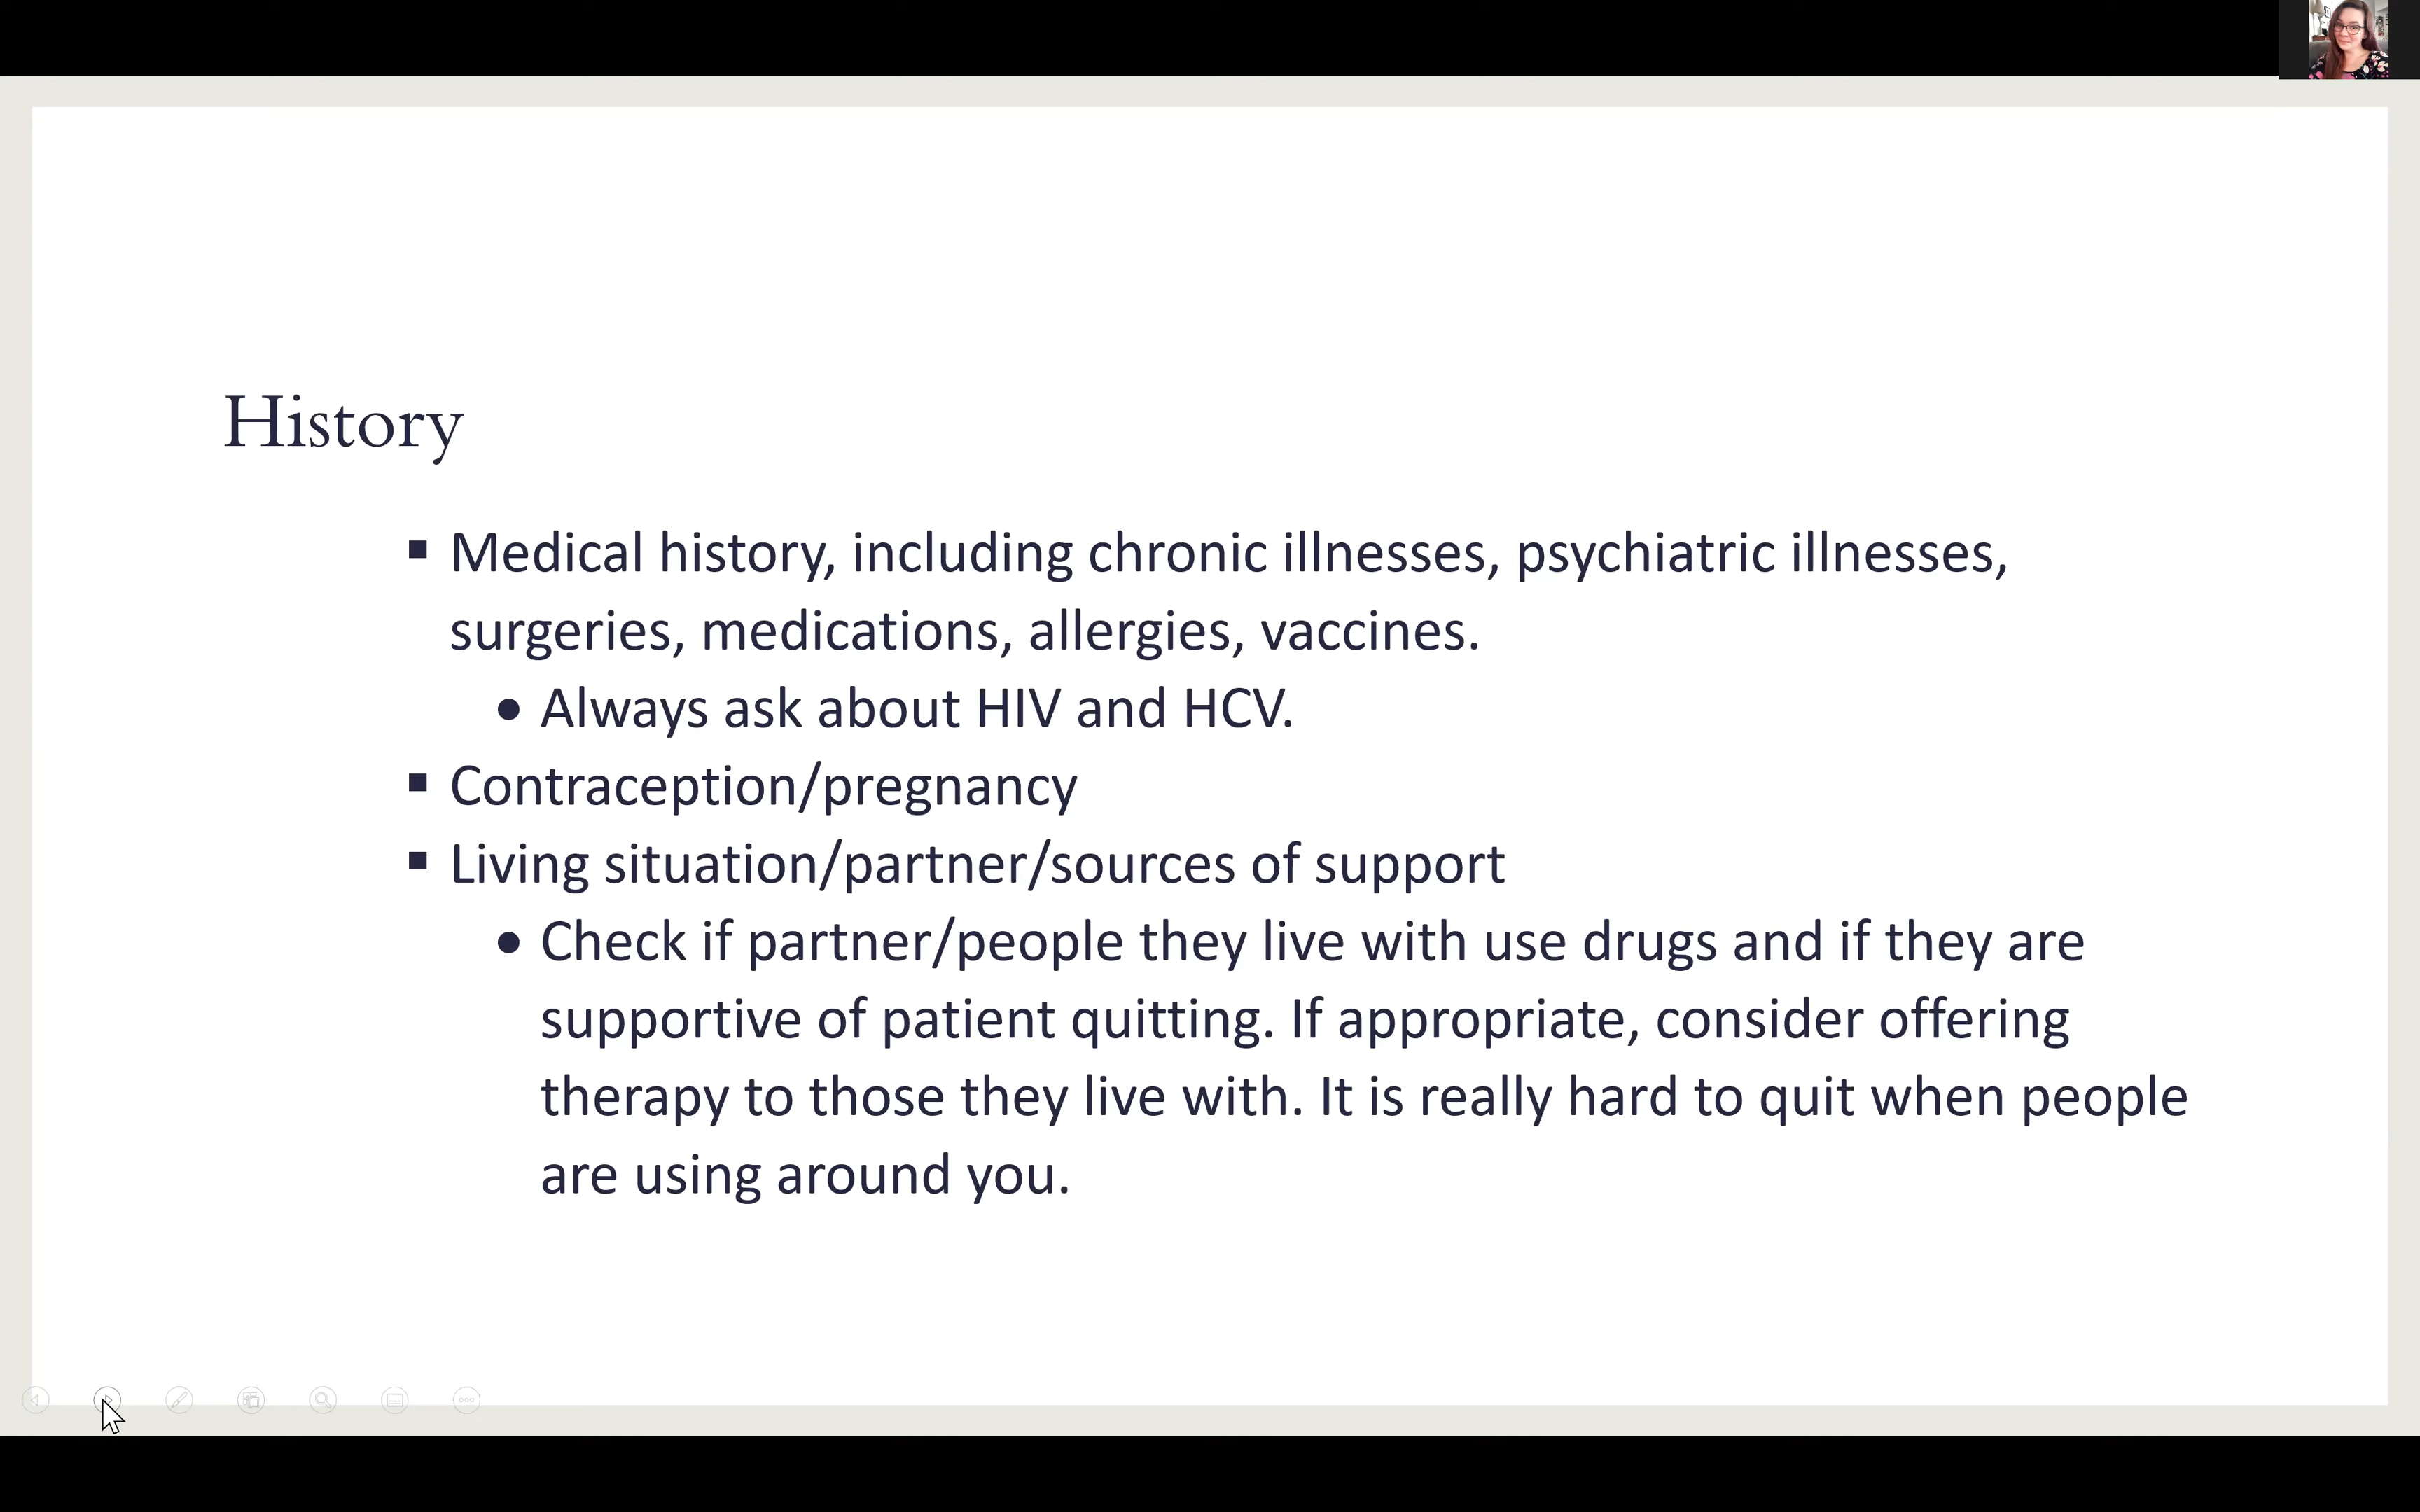 History
▪ Medical history, including chronic illnesses, psychiatric illnesses,
surgeries, medications, allergies, vaccines.
• Always ask about HIV and HCV.
▪ Contraception/pregnancy
▪ Living situation/partner/sources of support
• Check if partner/people they live with use drugs and if they are
supportive of patient quitting. If appropriate, consider offering
therapy to those they live with. It is really hard to quit when people
are using around you.